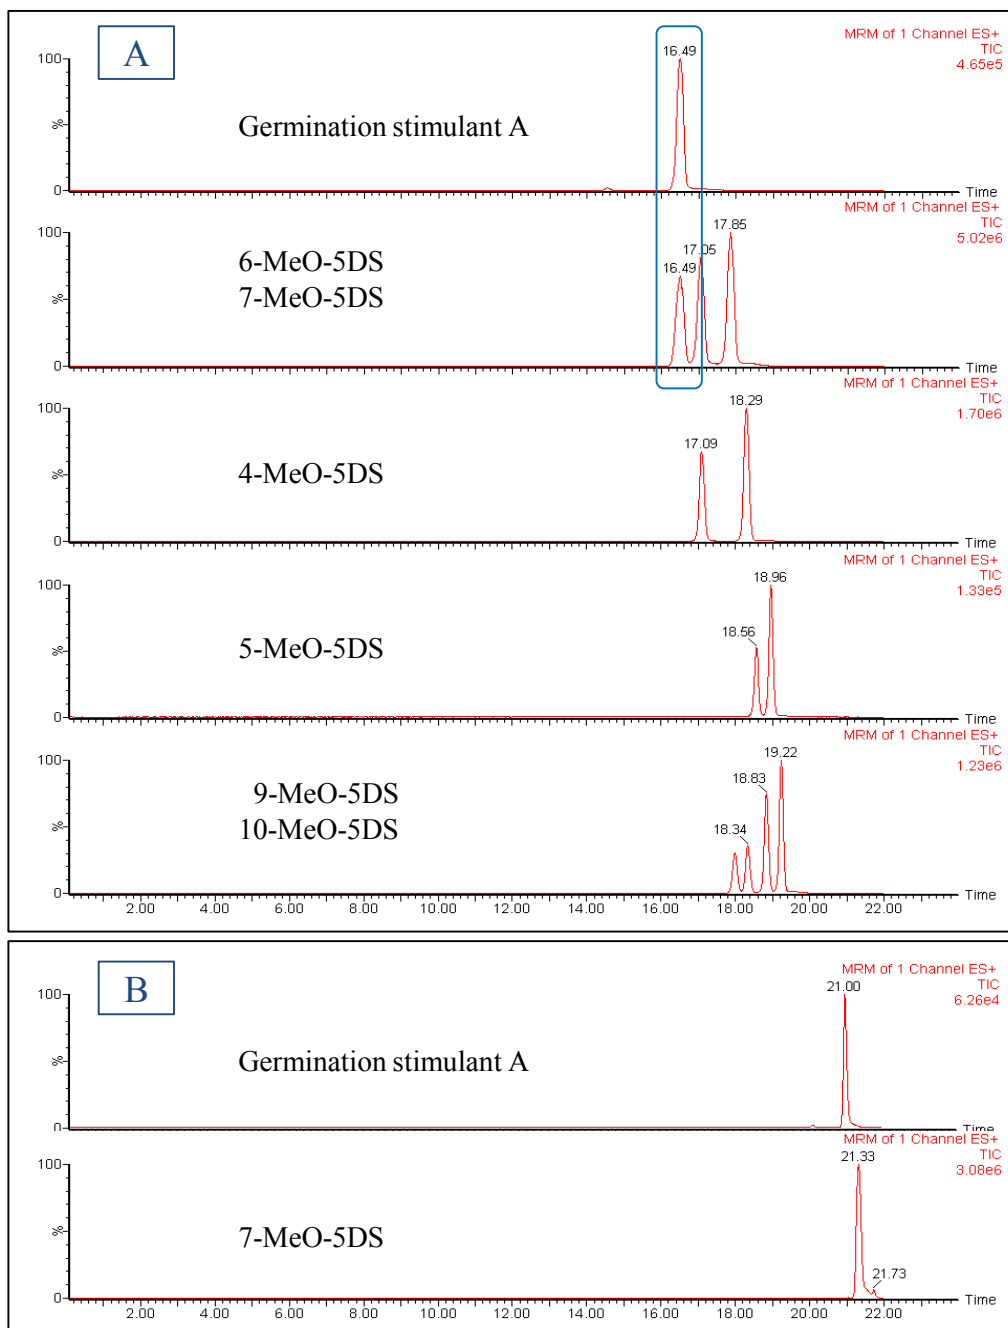 A
MRM of 1 Channel ES+
TIC
4.65e5
16.49
100
%
0
Germination stimulant A
Time
MRM of 1 Channel ES+
TIC
5.02e6
17.85
17.05
16.49
100
%
0
6-MeO-5DS
7-MeO-5DS
Time
MRM of 1 Channel ES+
TIC
1.70e6
18.29
17.09
100
%
0
4-MeO-5DS
Time
MRM of 1 Channel ES+
TIC
1.33e5
18.96
18.56
100
%
0
5-MeO-5DS
Time
MRM of 1 Channel ES+
TIC
1.23e6
19.22
18.83
18.34
100
%
0
9-MeO-5DS
10-MeO-5DS
Time
2.00 4.00 6.00 8.00 10.00 12.00 14.00 16.00 18.00 20.00 22.00
B
MRM of 1 Channel ES+
TIC
6.26e4
21.00
100
%
0
Germination stimulant A
Time
MRM of 1 Channel ES+
TIC
3.08e6
21.33
21.73
100
%
0
7-MeO-5DS
Time
2.00 4.00 6.00 8.00 10.00 12.00 14.00 16.00 18.00 20.00 22.00